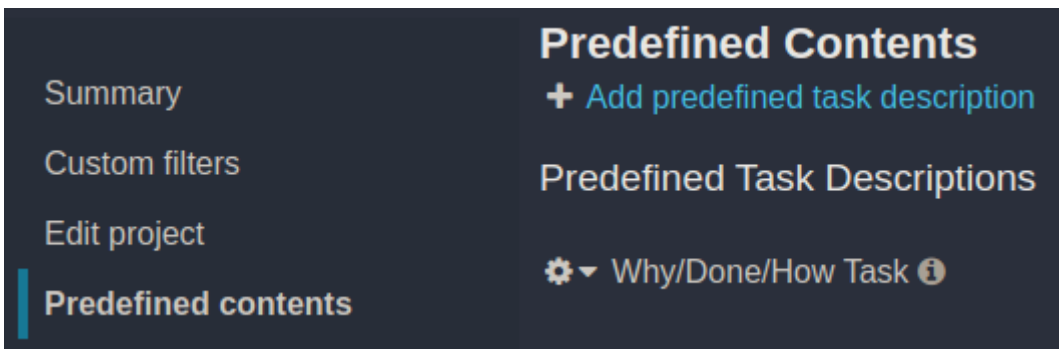 Summary
Custom filters
Edit project
Predefined contents
Predefined Contents
Add predefined task description
Predefined Task Descriptions
Why/Done/How Task